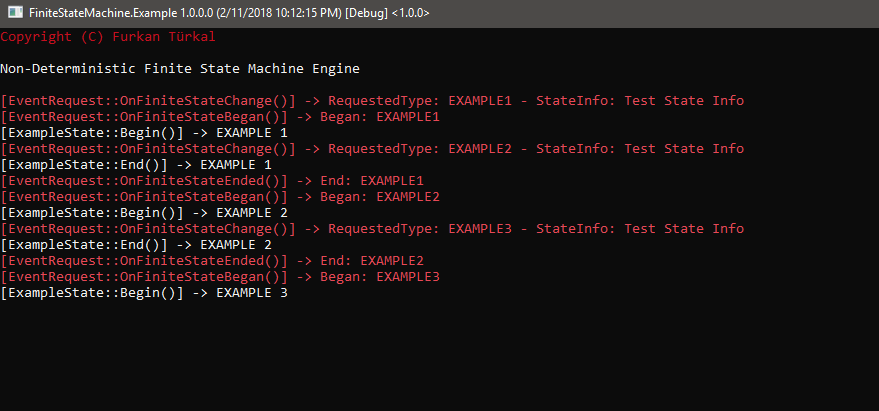 FiniteStateMachine.Example 1.0.0.0 (2/11/2018 10:12:15 PM) [Debug] <1.0.0>
Copyright (C) Furkan Türkal
Non-Deterministic Finite State Machine Engine
[EventRequest::OnFiniteStateChange()] -> RequestedType: EXAMPLE1 - StateInfo: Test State Info
[EventRequest::OnFiniteStateBegan()] -> Began: EXAMPLE1
[ExampleState::Begin()] -> EXAMPLE 1
[EventRequest::OnFiniteStateChange()] -> RequestedType: EXAMPLE2 - StateInfo: Test State Info
[ExampleState::End()] -> EXAMPLE 1
[EventRequest::OnFiniteStateEnded()] -> End: EXAMPLE1
[EventRequest::OnFiniteStateBegan()] -> Began: EXAMPLE2
[ExampleState::Begin()] -> EXAMPLE 2
[EventRequest::OnFiniteStateChange()] -> RequestedType: EXAMPLE3 - StateInfo: Test State Info
[ExampleState::End()] -> EXAMPLE 2
[EventRequest::OnFiniteStateEnded()] -> End: EXAMPLE2
[EventRequest::OnFiniteStateBegan()] -> Began: EXAMPLE3
[ExampleState::Begin()] -> EXAMPLE 3